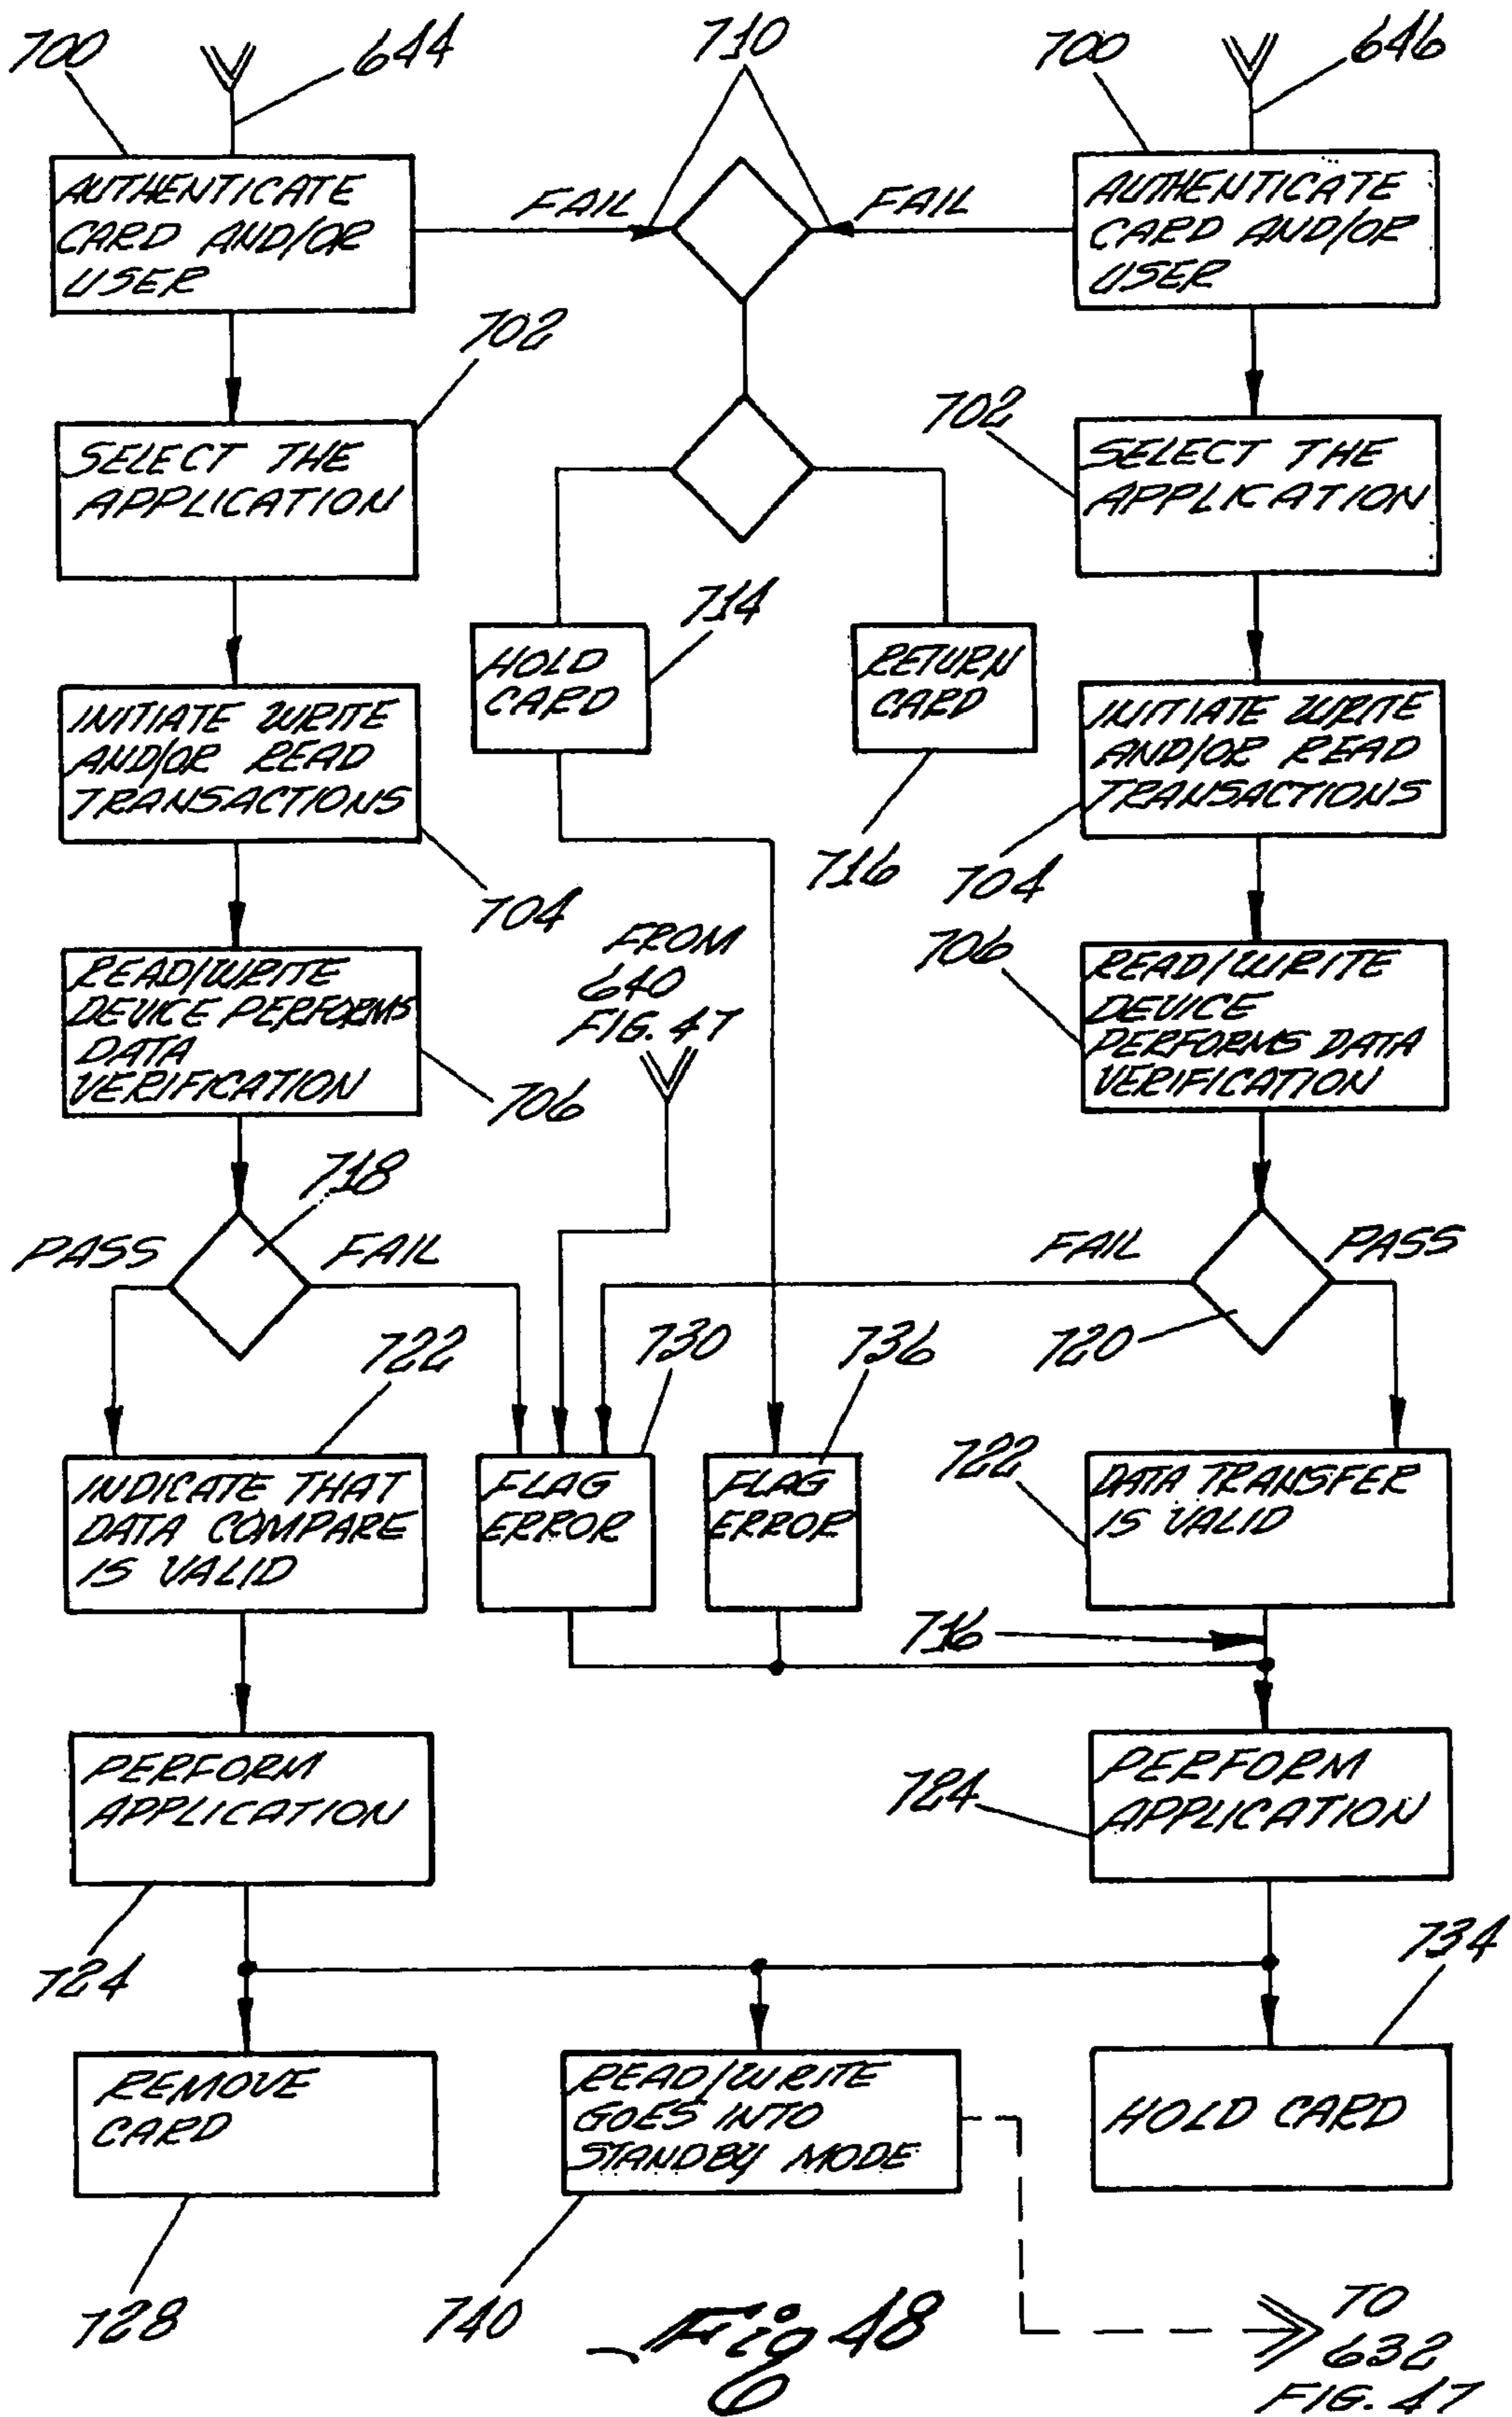 700
644
710
700
646
AUTHENTICATE
CARD AND/OR
USER
FAIL
FAIL
AUTHENTICATE
CARD AND/OR
USER
702
SELECT THE
APPLICATION
702
SELECT THE
APPLICATION
714
HOLD
CARD
RETURN
CARD
716
INITIATE WRITE
AND/OR READ
TRANSACTIONS
704
INITIATE WRITE
AND/OR READ
TRANSACTIONS
704
FROM
640
FIG. 47
READ/WRITE
DEVICE PERFORMS
DATA
VERIFICATION
706
706
READ/WRITE
DEVICE
PERFORMS DATA
VERIFICATION
718
PASS
FAIL
FAIL
PASS
720
722
730
736
722
INDICATE THAT
DATA COMPARE
IS VALID
FLAG
ERROR
FLAG
ERROR
DATA TRANSFER
IS VALID
716
PERFORM
APPLICATION
724
724
PERFORM
APPLICATION
734
REMOVE
CARD
728
READ/WRITE
GOES INTO
STANDBY MODE
740
HOLD CARD
TO
632
FIG. 47
Fig 48